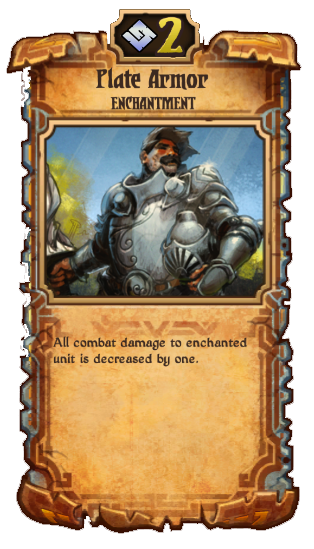 2
Plate Armor
ENCHANTMENT
All combat damage to enchanted
unit is decreased by one.